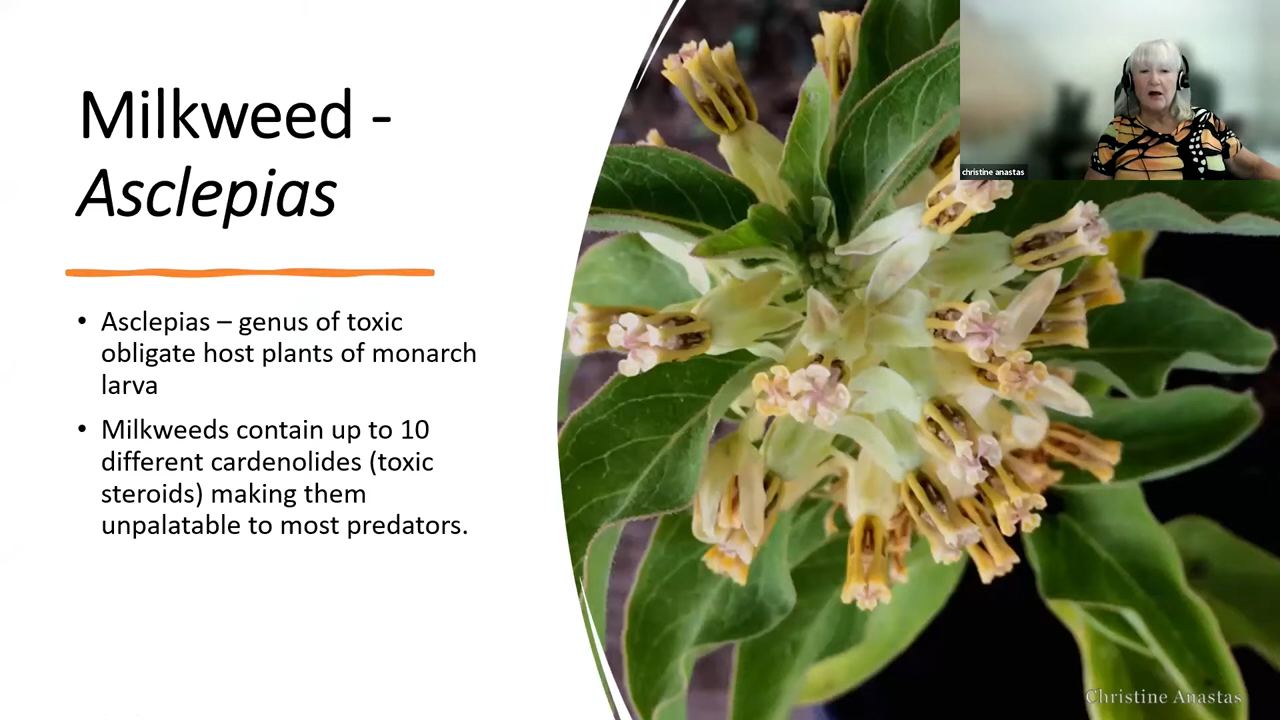 Milkweed -
Asclepias
• Asclepias – genus of toxic
obligate host plants of monarch
larva
• Milkweeds contain up to 10
different cardenolides (toxic
steroids) making them
unpalatable to most predators.
christine anastas
Christine Anastas